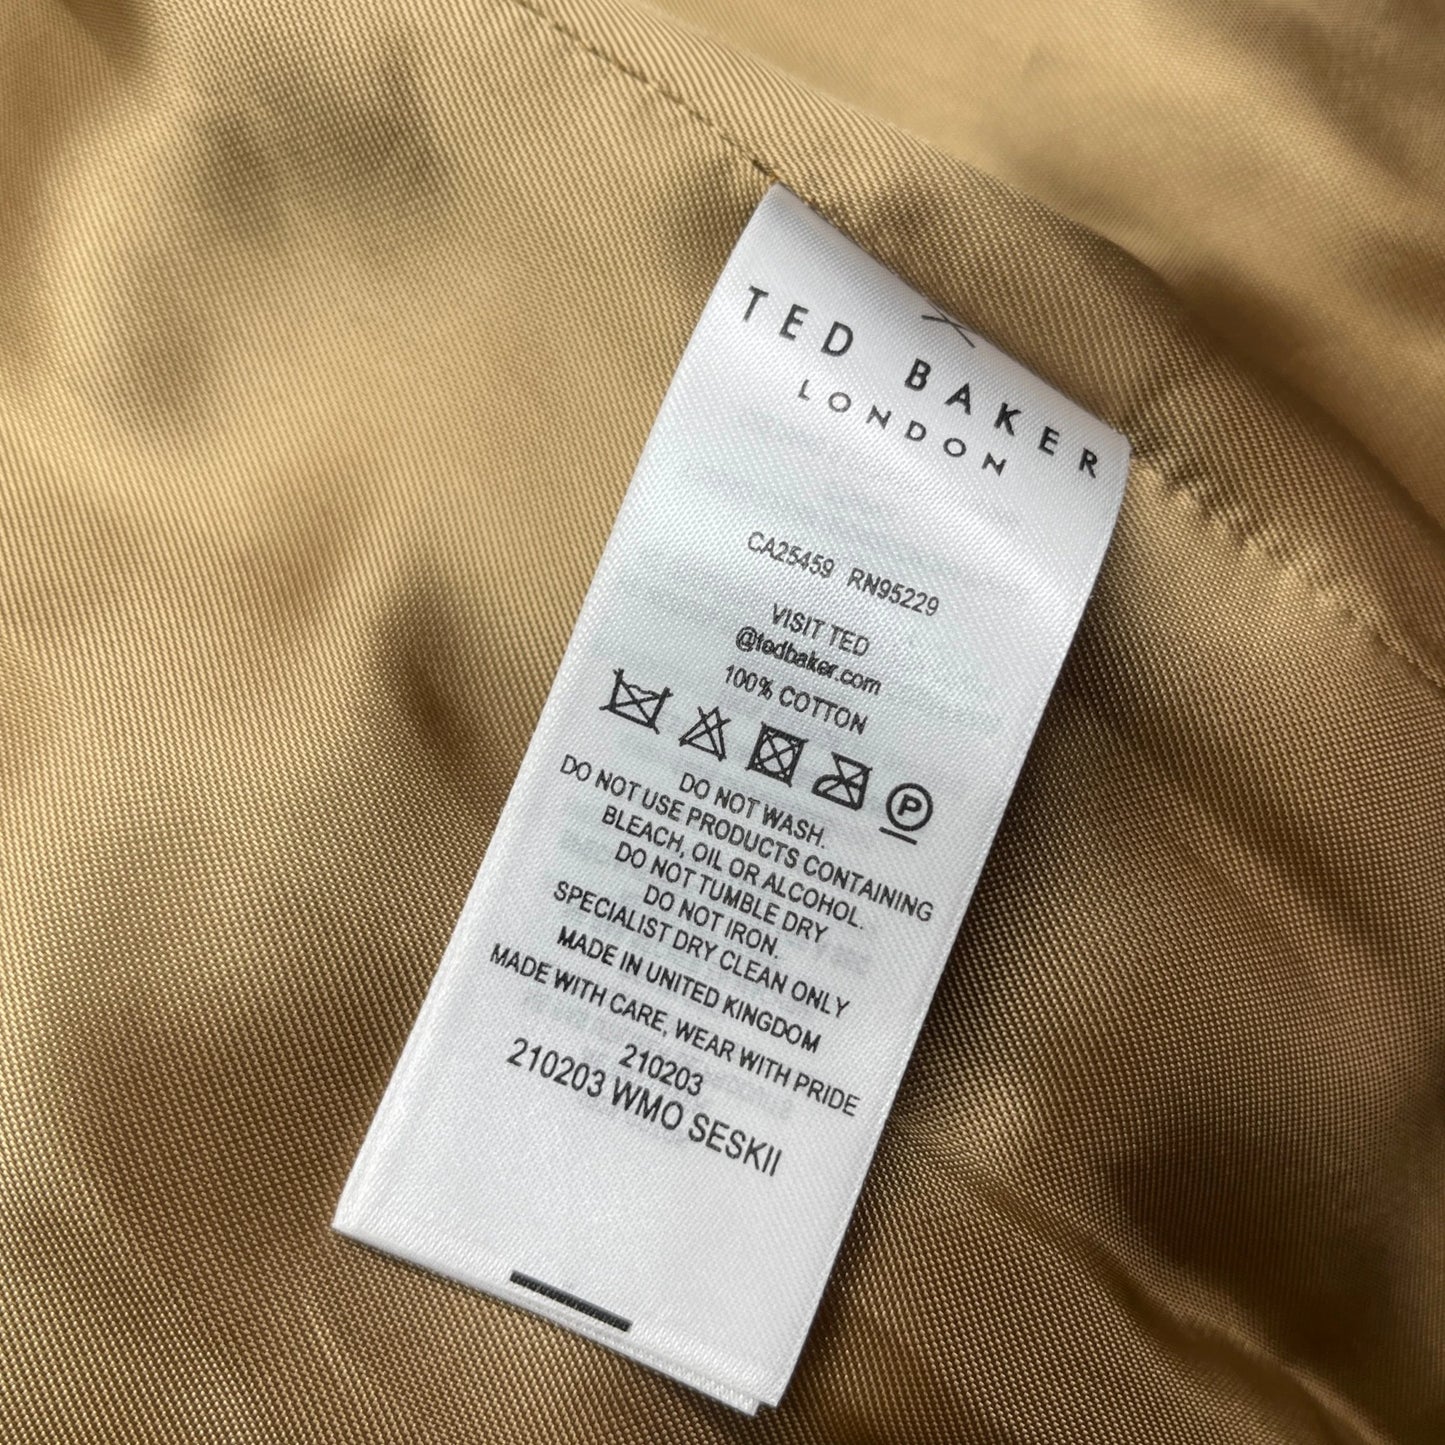 TED BAKER
LONDON
CA25459 RN95229
VISIT TED
@tedbaker.com
100% COTTON
P
DO NOT WASH.
DO NOT USE PRODUCTS CONTAINING
BLEACH, OIL OR ALCOHOL.
DO NOT TUMBLE DRY
DO NOT IRON.
SPECIALIST DRY CLEAN ONLY
MADE IN UNITED KINGDOM
MADE WITH CARE, WEAR WITH PRIDE
210203
210203 WMO SESKII